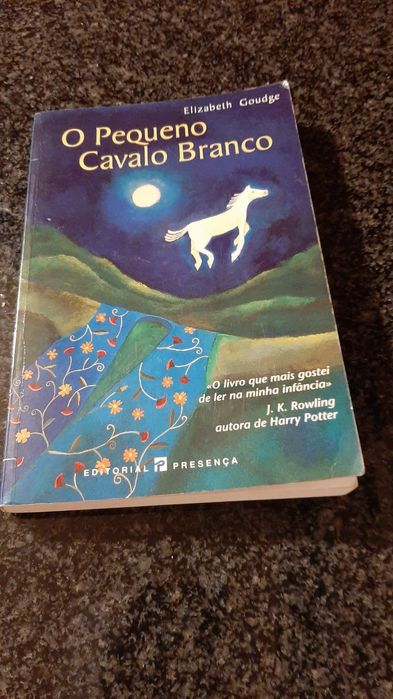 Elizabeth Goudge
O Pequeno
Cavalo Branco
«O livro que mais gostei
de ler na minha infância»
J. K. Rowling
autora de Harry Potter
EDITORIAL P PRESENÇA